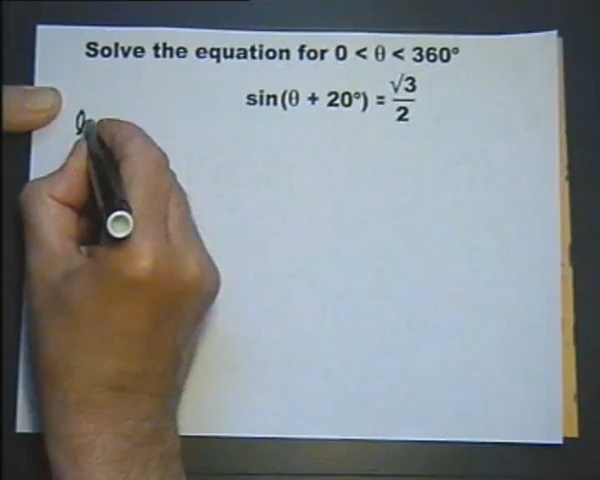 Solve the equation for 0 < θ < 360°
sin(θ + 20°) = √3/2